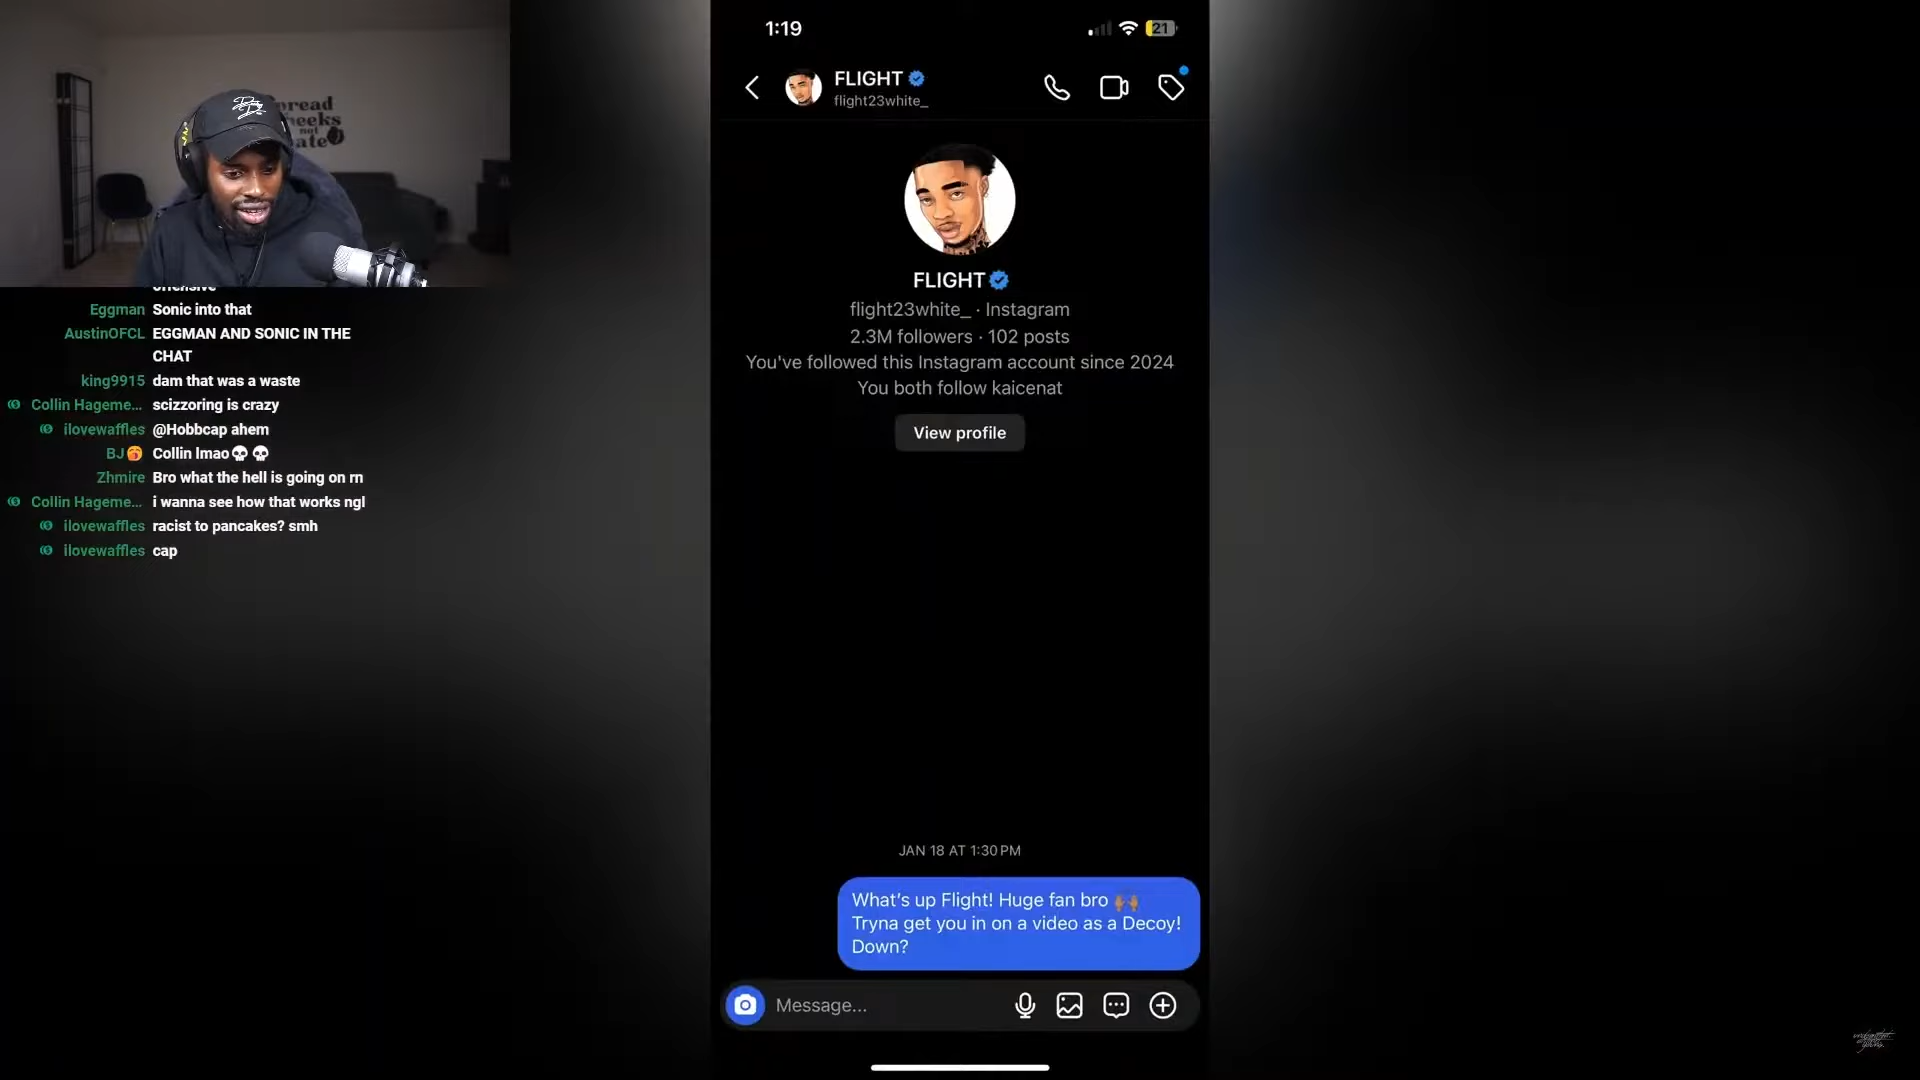 pread
eeks
not
ate
offensive
Eggman Sonic into that
AustinOFCL EGGMAN AND SONIC IN THE
CHAT
king9915 dam that was a waste
Collin Hageme... scizzoring is crazy
ilovewaffles @Hobbcap ahem
BJ🥵 Collin lmao💀💀
Zhmire Bro what the hell is going on rn
Collin Hageme... i wanna see how that works ngl
ilovewaffles racist to pancakes? smh
ilovewaffles cap
1:19
21
FLIGHT
flight23white_
FLIGHT
flight23white_ · Instagram
2.3M followers · 102 posts
You've followed this Instagram account since 2024
You both follow kaicenat
View profile
JAN 18 AT 1:30 PM
What's up Flight! Huge fan bro 🙌🏾
Tryna get you in on a video as a Decoy!
Down?
Message...